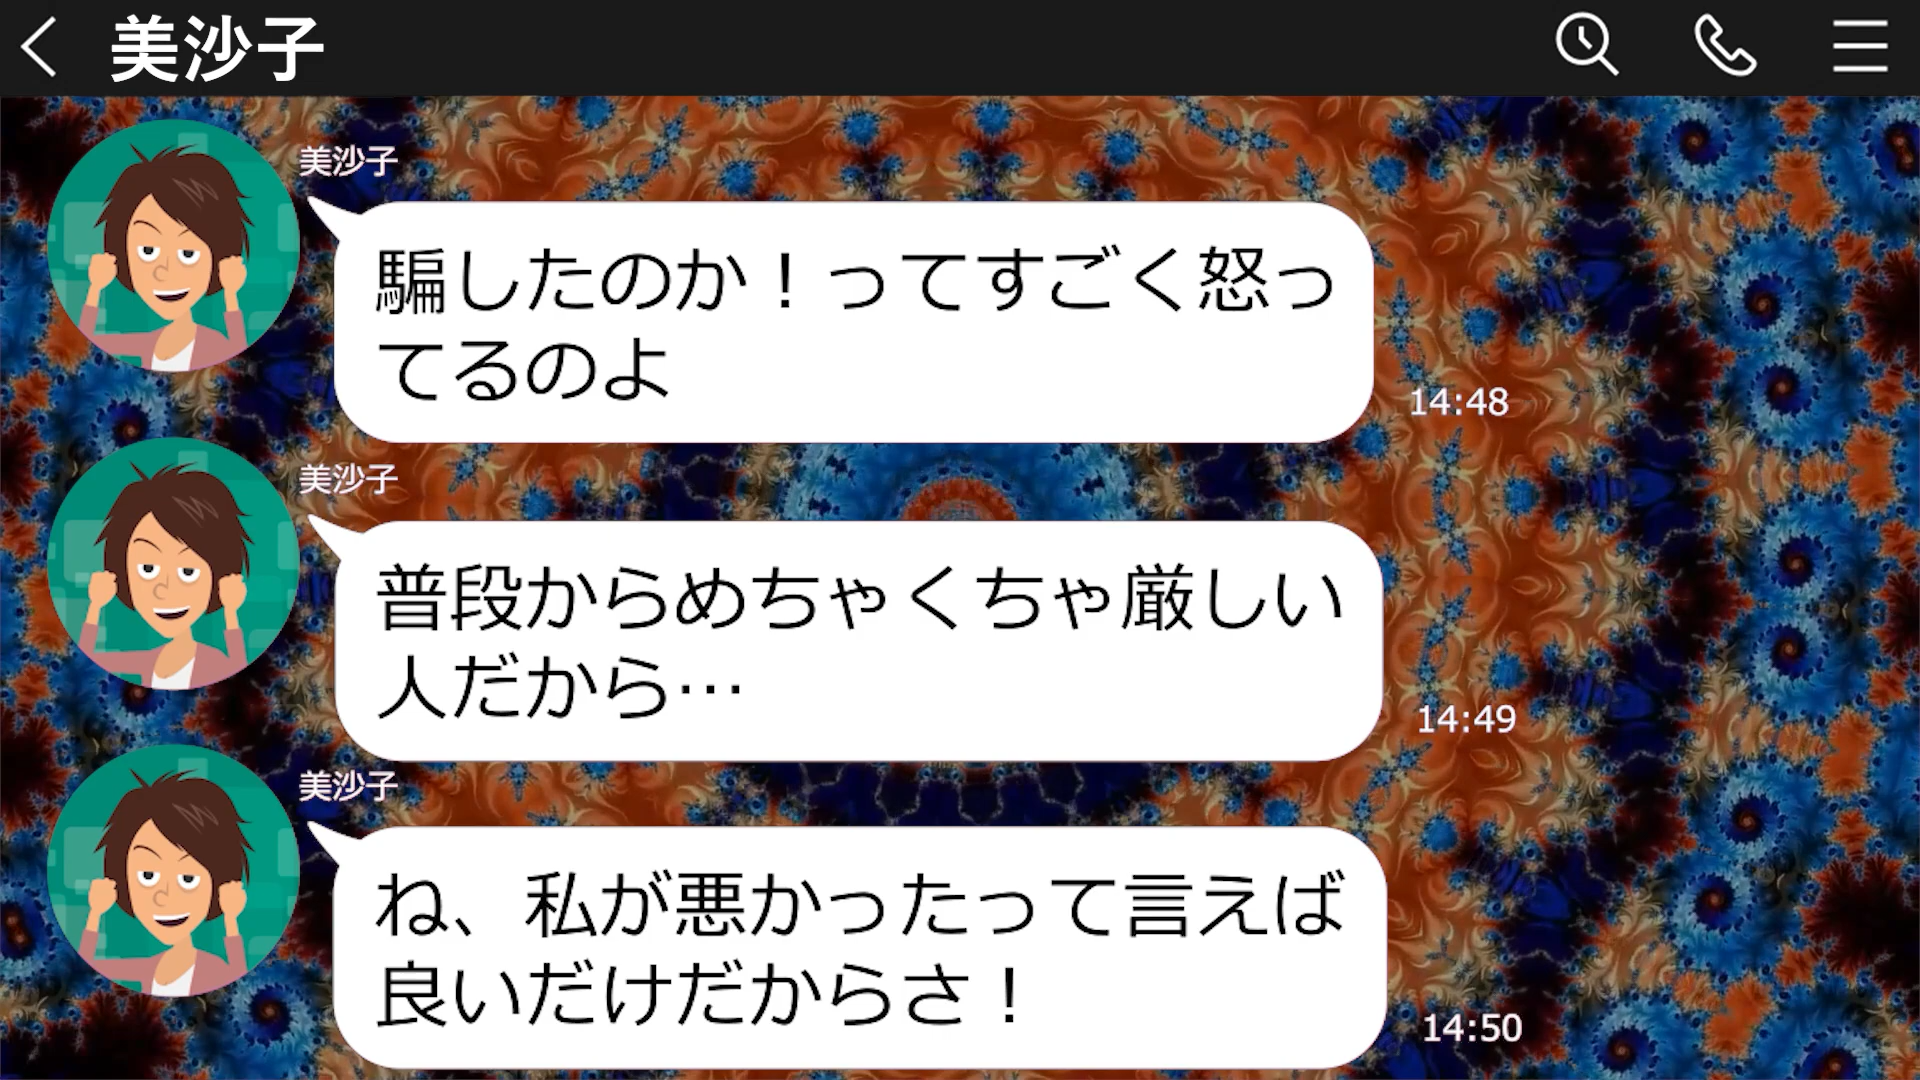 美沙子
美沙子
騙したのか！ってすごく怒っ
てるのよ
14:48
美沙子
普段からめちゃくちゃ厳しい
人だから…
14:49
美沙子
ね、私が悪かったって言えば
良いだけだからさ！
14:50